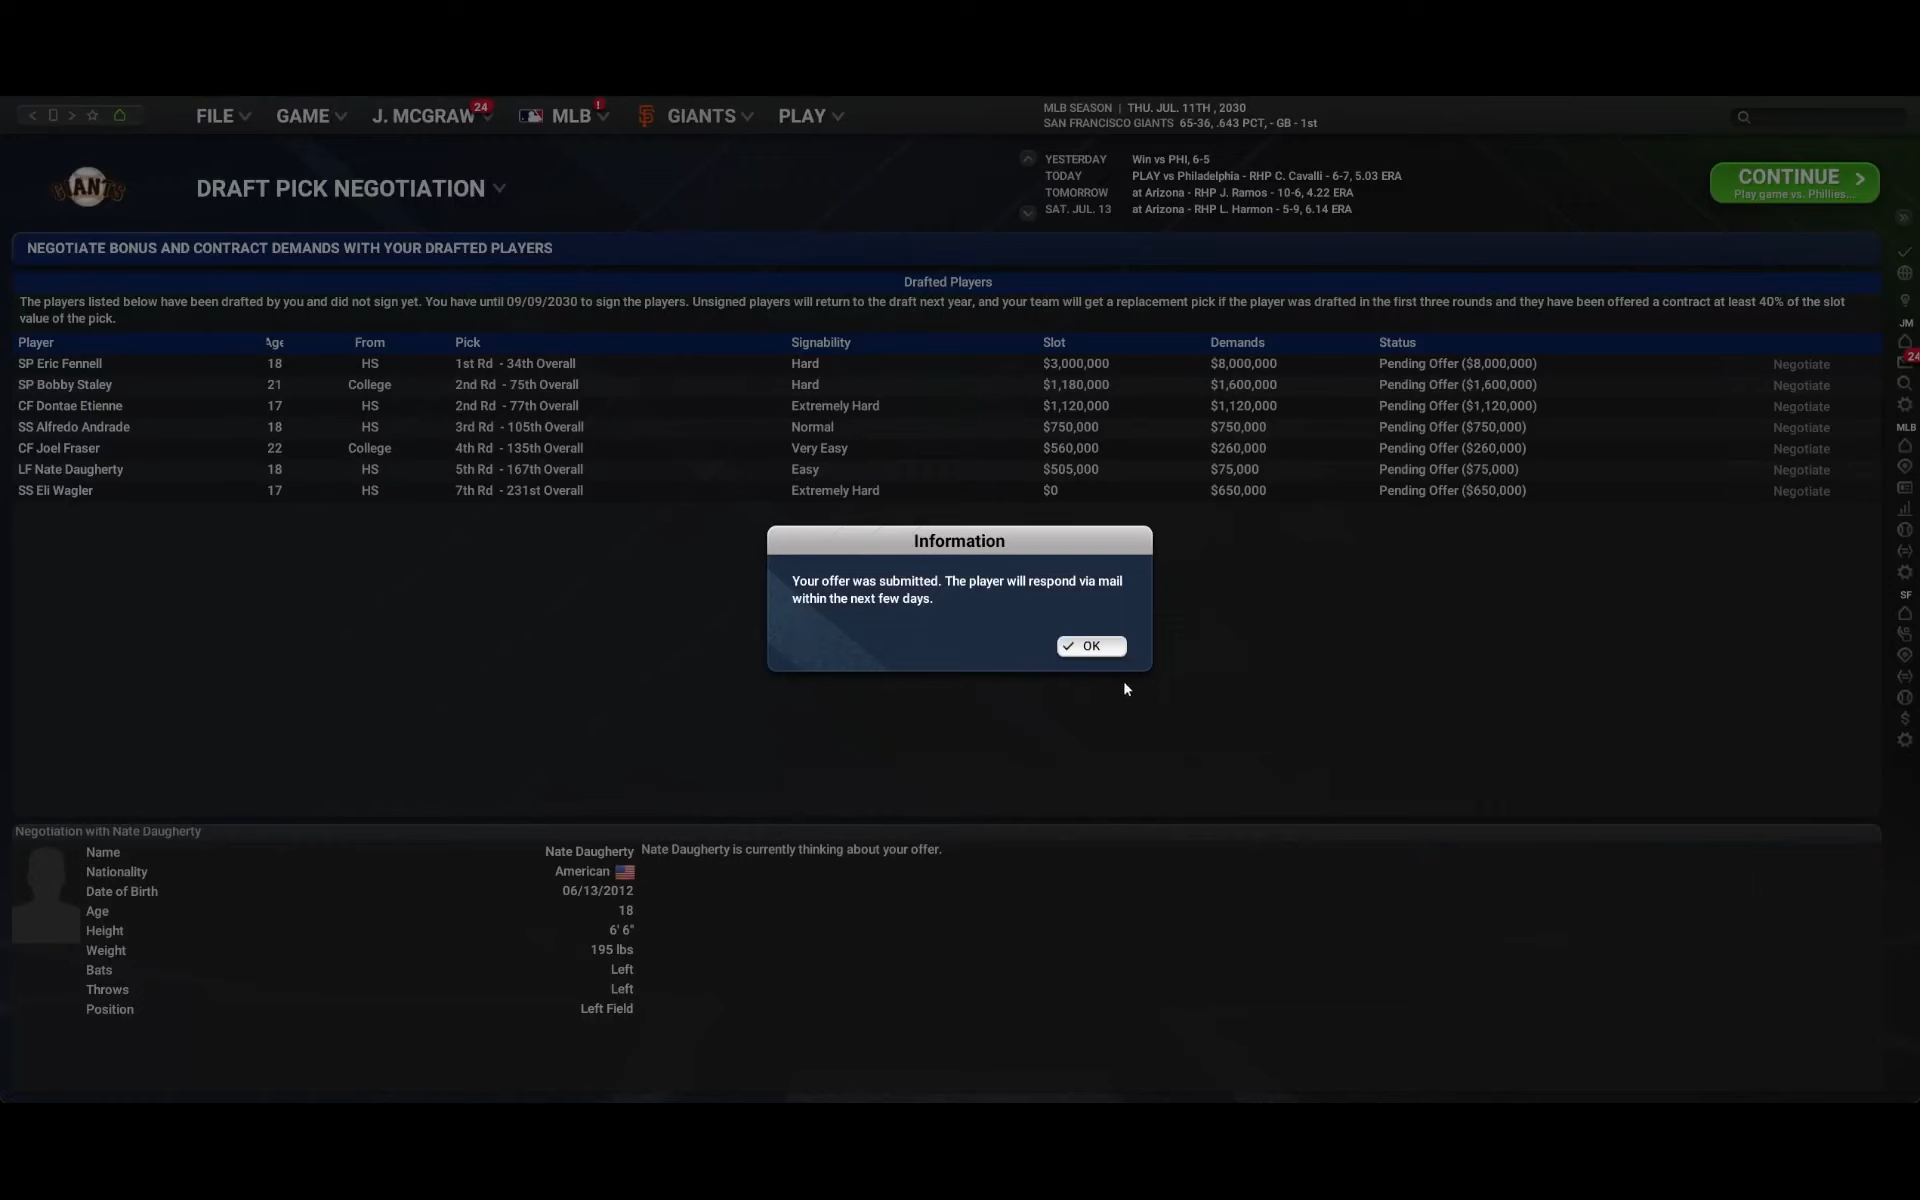 FILE GAME J. MCGRAW 24 MLB ! GIANTS PLAY
MLB SEASON | THU. JUL. 11TH , 2030
SAN FRANCISCO GIANTS 65-36, .643 PCT, - GB - 1st
GIANTS
DRAFT PICK NEGOTIATION
YESTERDAY Win vs PHI, 6-5
TODAY PLAY vs Philadelphia - RHP C. Cavalli - 6-7, 5.03 ERA
TOMORROW at Arizona - RHP J. Ramos - 10-6, 4.22 ERA
SAT. JUL. 13 at Arizona - RHP L. Harmon - 5-9, 6.14 ERA
CONTINUE
Play game vs. Phillies...
NEGOTIATE BONUS AND CONTRACT DEMANDS WITH YOUR DRAFTED PLAYERS
Drafted Players
The players listed below have been drafted by you and did not sign yet. You have until 09/09/2030 to sign the players. Unsigned players will return to the draft next year, and your team will get a replacement pick if the player was drafted in the first three rounds and they have been offered a contract at least 40% of the slot
value of the pick.
Player Age From Pick Signability Slot Demands Status
SP Eric Fennell 18 HS 1st Rd - 34th Overall Hard $3,000,000 $8,000,000 Pending Offer ($8,000,000) Negotiate
SP Bobby Staley 21 College 2nd Rd - 75th Overall Hard $1,180,000 $1,600,000 Pending Offer ($1,600,000) Negotiate
CF Dontae Etienne 17 HS 2nd Rd - 77th Overall Extremely Hard $1,120,000 $1,120,000 Pending Offer ($1,120,000) Negotiate
SS Alfredo Andrade 18 HS 3rd Rd - 105th Overall Normal $750,000 $750,000 Pending Offer ($750,000) Negotiate
CF Joel Fraser 22 College 4th Rd - 135th Overall Very Easy $560,000 $260,000 Pending Offer ($260,000) Negotiate
LF Nate Daugherty 18 HS 5th Rd - 167th Overall Easy $505,000 $75,000 Pending Offer ($75,000) Negotiate
SS Eli Wagler 17 HS 7th Rd - 231st Overall Extremely Hard $0 $650,000 Pending Offer ($650,000) Negotiate
JM
24
MLB
SF
Information
Your offer was submitted. The player will respond via mail
within the next few days.
OK
Negotiation with Nate Daugherty
Name Nate Daugherty
Nationality American
Date of Birth 06/13/2012
Age 18
Height 6' 6"
Weight 195 lbs
Bats Left
Throws Left
Position Left Field
Nate Daugherty is currently thinking about your offer.